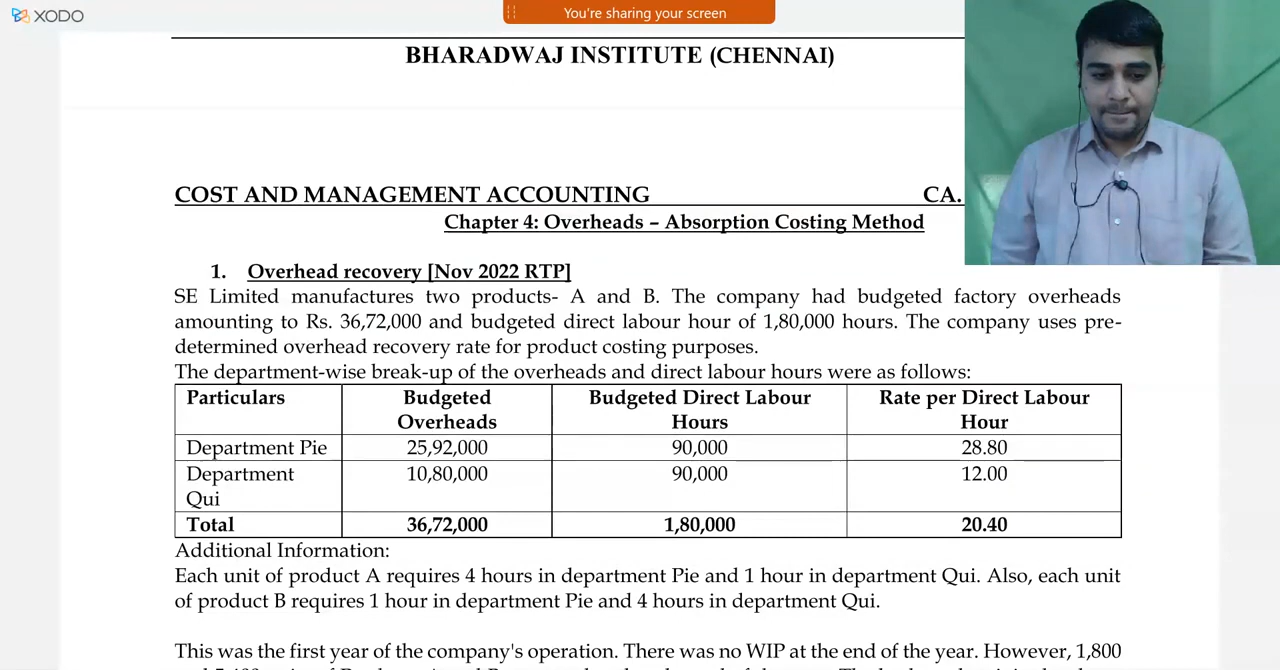 XODO
You're sharing your screen
BHARADWAJ INSTITUTE (CHENNAI)
COST AND MANAGEMENT ACCOUNTING CA.
Chapter 4: Overheads – Absorption Costing Method
1. Overhead recovery [Nov 2022 RTP]
SE Limited manufactures two products- A and B. The company had budgeted factory overheads
amounting to Rs. 36,72,000 and budgeted direct labour hour of 1,80,000 hours. The company uses pre-
determined overhead recovery rate for product costing purposes.
The department-wise break-up of the overheads and direct labour hours were as follows:
Particulars Budgeted Overheads Budgeted Direct Labour Hours Rate per Direct Labour Hour
Department Pie 25,92,000 90,000 28.80
Department Qui 10,80,000 90,000 12.00
Total 36,72,000 1,80,000 20.40
Additional Information:
Each unit of product A requires 4 hours in department Pie and 1 hour in department Qui. Also, each unit
of product B requires 1 hour in department Pie and 4 hours in department Qui.
This was the first year of the company's operation. There was no WIP at the end of the year. However, 1,800